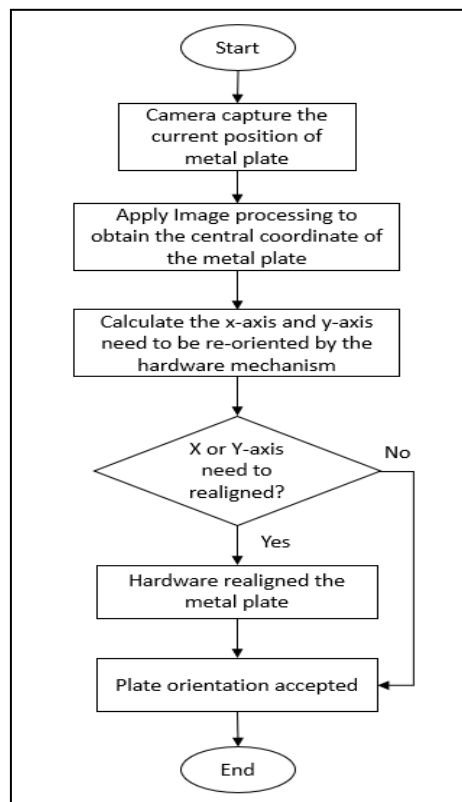 Start
Camera capture the
current position of
metal plate
Apply Image processing to
obtain the central coordinate of
the metal plate
Calculate the x-axis and y-axis
need to be re-oriented by the
hardware mechanism
X or Y-axis
need to
realigned?
No
Yes
Hardware realigned the
metal plate
Plate orientation accepted
End